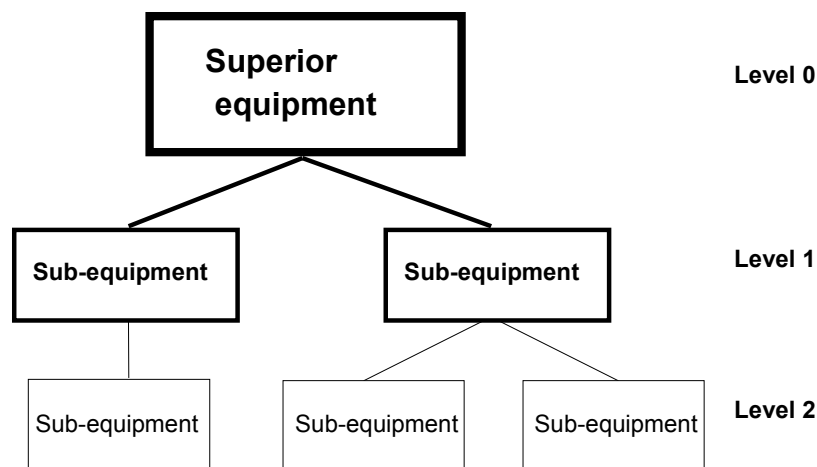 Superior
equipment
Level 0
Sub-equipment
Sub-equipment
Level 1
Sub-equipment
Sub-equipment
Sub-equipment
Level 2